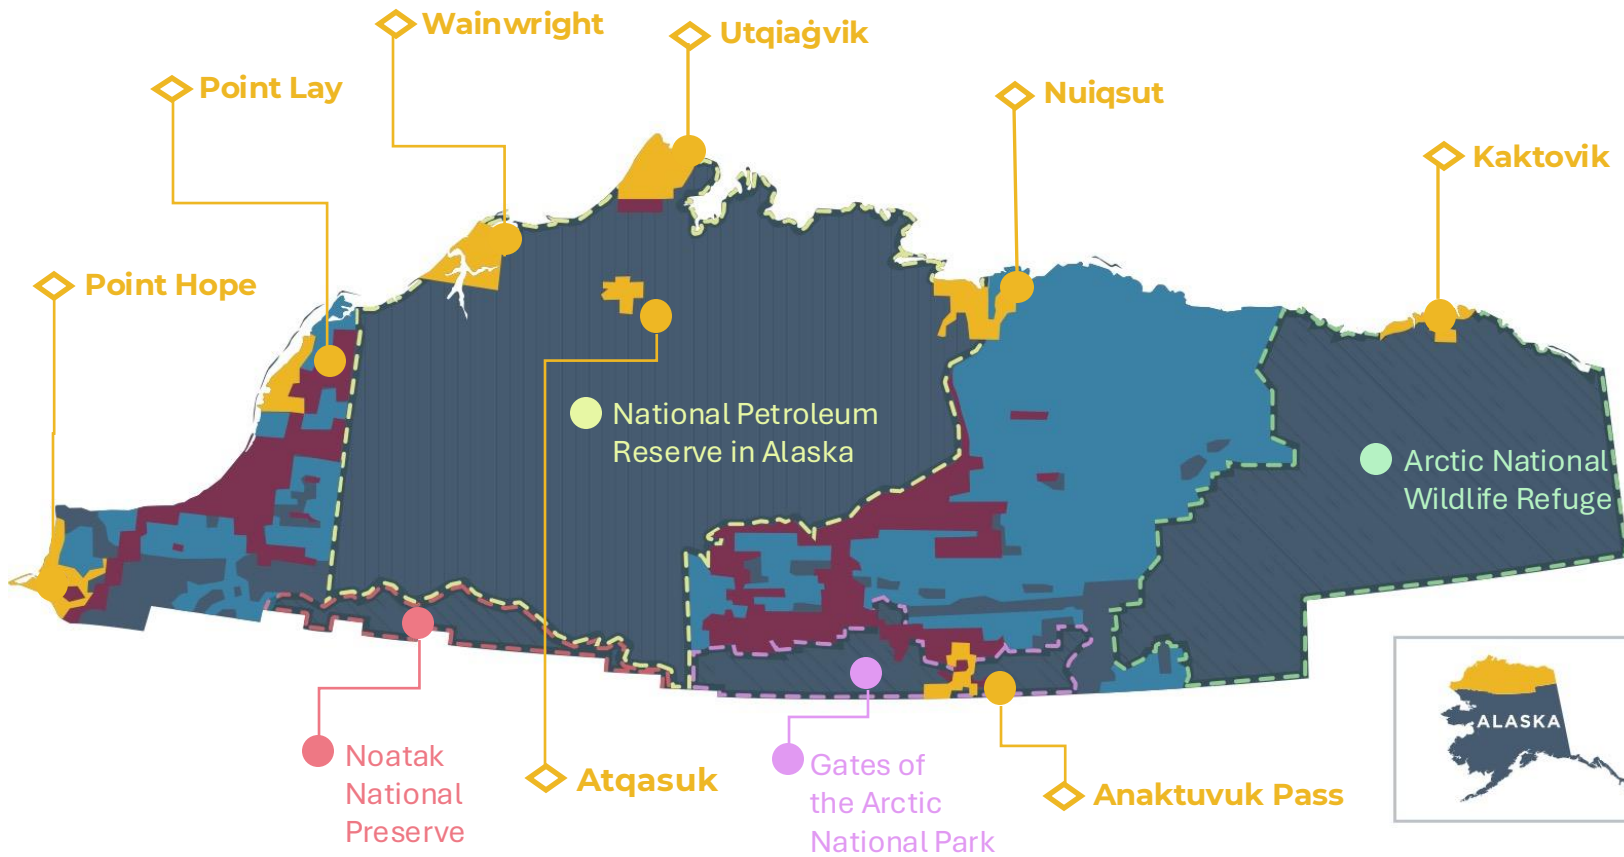 Wainwright
Utqiaġvik
Point Lay
Nuiqsut
Kaktovik
Point Hope
National Petroleum
Reserve in Alaska
Arctic National
Wildlife Refuge
ALASKA
Noatak
National
Preserve
Atqasuk
Gates of
the Arctic
National Park
Anaktuvuk Pass